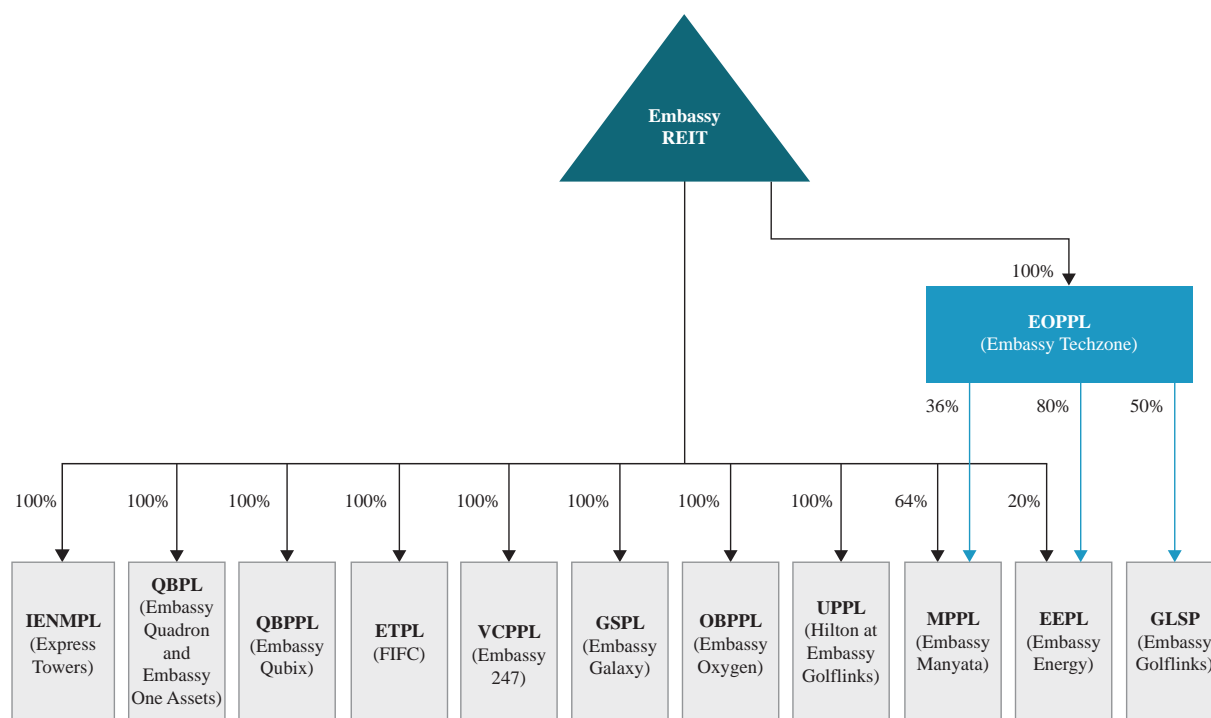 Embassy
REIT
100%
EOPPL
(Embassy Techzone)
36%
80%
50%
100%
100%
100%
100%
100%
100%
100%
100%
64%
20%
IENMPL
(Express
Towers)
QBPL
(Embassy
Quadron
and
Embassy
One Assets)
QBPPL
(Embassy
Qubix)
ETPL
(FIFC)
VCPPL
(Embassy
247)
GSPL
(Embassy
Galaxy)
OBPPL
(Embassy
Oxygen)
UPPL
(Hilton at
Embassy
Golflinks)
MPPL
(Embassy
Manyata)
EEPL
(Embassy
Energy)
GLSP
(Embassy
Golflinks)